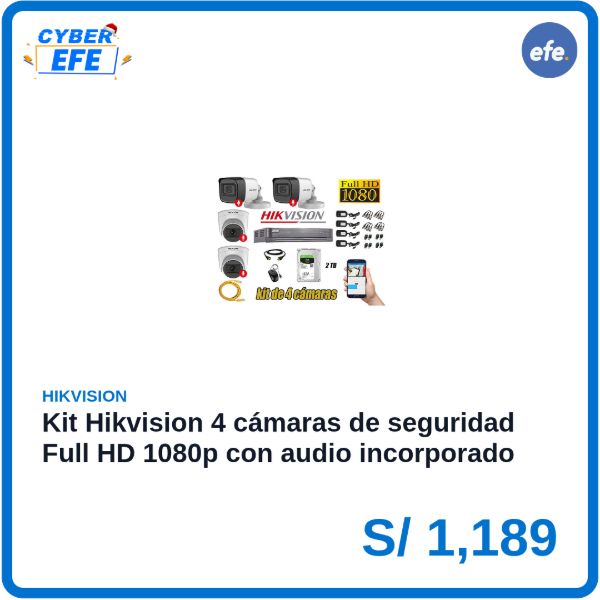 CYBER
EFE
efe.
Full HD
1080
HIKVISION
2 TB
kit de 4 cámaras
HIKVISION
Kit Hikvision 4 cámaras de seguridad
Full HD 1080p con audio incorporado
S/ 1,189